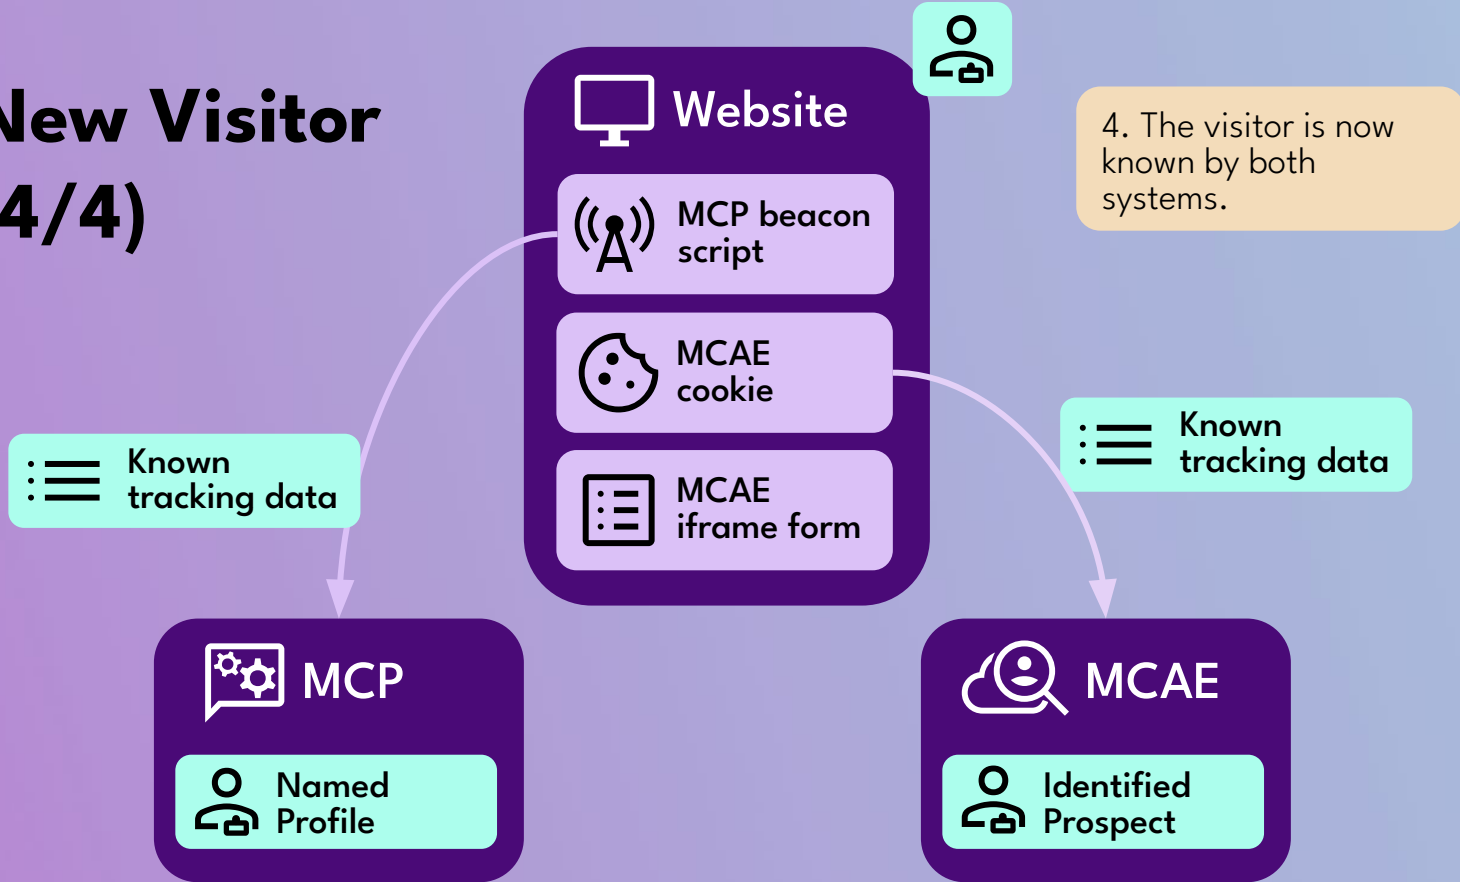 New Visitor
4/4)
Website
4. The visitor is now
known by both
systems.
MCP beacon
script
MCAE
cookie
MCAE
iframe form
Known
tracking data
Known
tracking data
MCP
Named
Profile
MCAE
Identified
Prospect